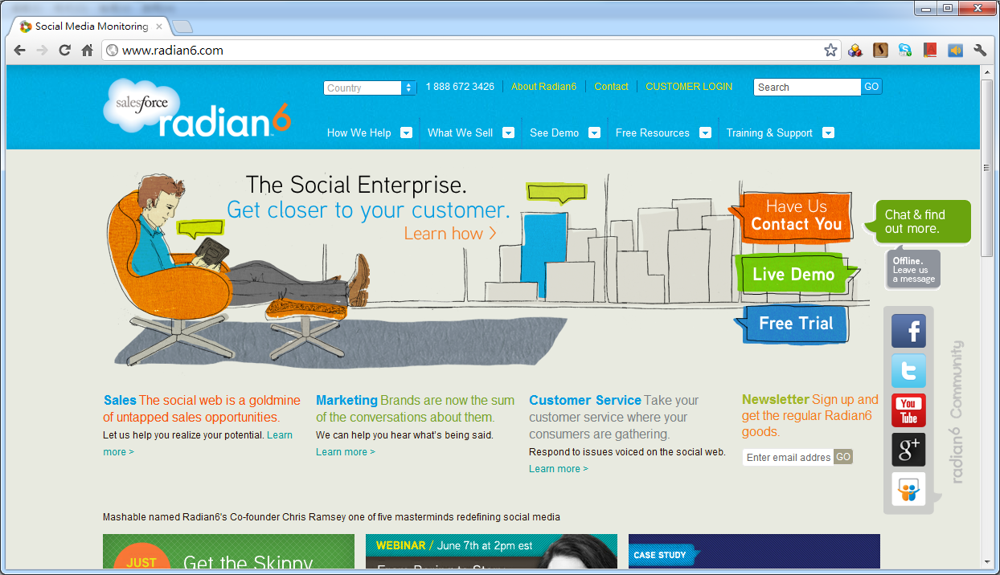 Social Media Monitoring
www.radian6.com
salesforce
radian6
Country
1 888 672 3426
About Radian6
Contact
CUSTOMER LOGIN
Search
GO
How We Help
What We Sell
See Demo
Free Resources
Training & Support
The Social Enterprise.
Get closer to your customer.
Learn how >
Have Us
Contact You
Live Demo
Free Trial
Chat & find
out more.
Offline.
Leave us
a message
f
t
You
Tube
g+
radian6 Community
Sales The social web is a goldmine
of untapped sales opportunities.
Let us help you realize your potential. Learn
more >
Marketing Brands are now the sum
of the conversations about them.
We can help you hear what's being said.
Learn more >
Customer Service Take your
customer service where your
consumers are gathering.
Respond to issues voiced on the social web.
Learn more >
Newsletter Sign up and
get the regular Radian6
goods.
Enter email addres
GO
Mashable named Radian6's Co-founder Chris Ramsey one of five masterminds redefining social media
JUST
Get the Skinny
WEBINAR / June 7th at 2pm est
CASE STUDY